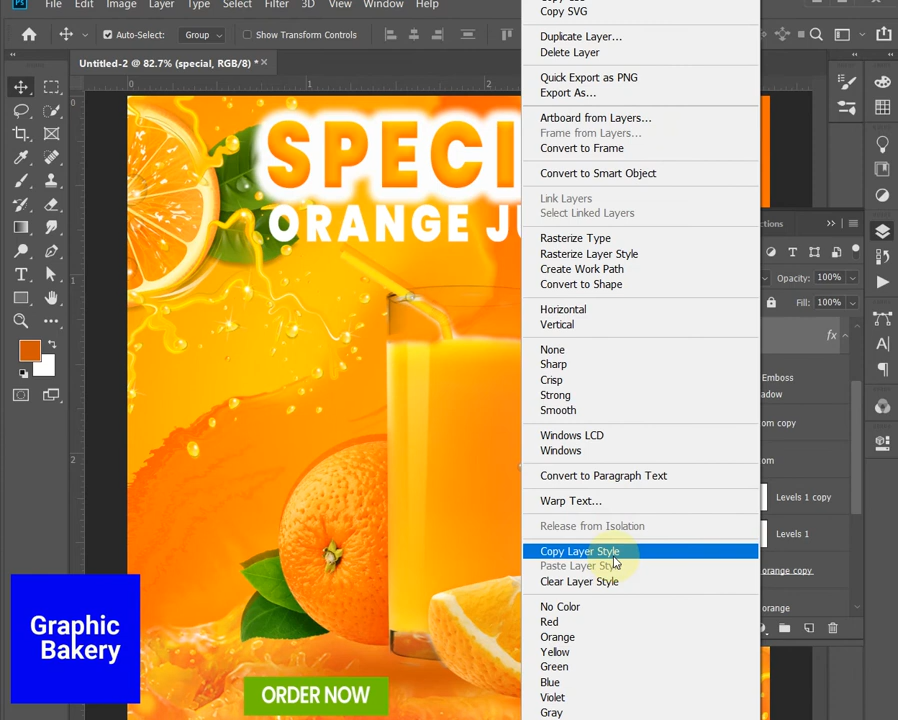 Ps File Edit Image Layer Type Select Filter 3D View Window Help
Auto-Select: Group Show Transform Controls
Untitled-2 @ 82.7% (special, RGB/8) *
0 1 2
SPECI
ORANGE JU
ORDER NOW
Graphic
Bakery
Copy SVG
Duplicate Layer...
Delete Layer
Quick Export as PNG
Export As...
Artboard from Layers...
Frame from Layers...
Convert to Frame
Convert to Smart Object
Link Layers
Select Linked Layers
Rasterize Type
Rasterize Layer Style
Create Work Path
Convert to Shape
Horizontal
Vertical
None
Sharp
Crisp
Strong
Smooth
Windows LCD
Windows
Convert to Paragraph Text
Warp Text...
Release from Isolation
Copy Layer Style
Paste Layer Style
Clear Layer Style
No Color
Red
Orange
Yellow
Green
Blue
Violet
Gray
ctions
Opacity: 100%
Fill: 100%
fx
Emboss
adow
om copy
om
Levels 1 copy
Levels 1
orange copy
orange